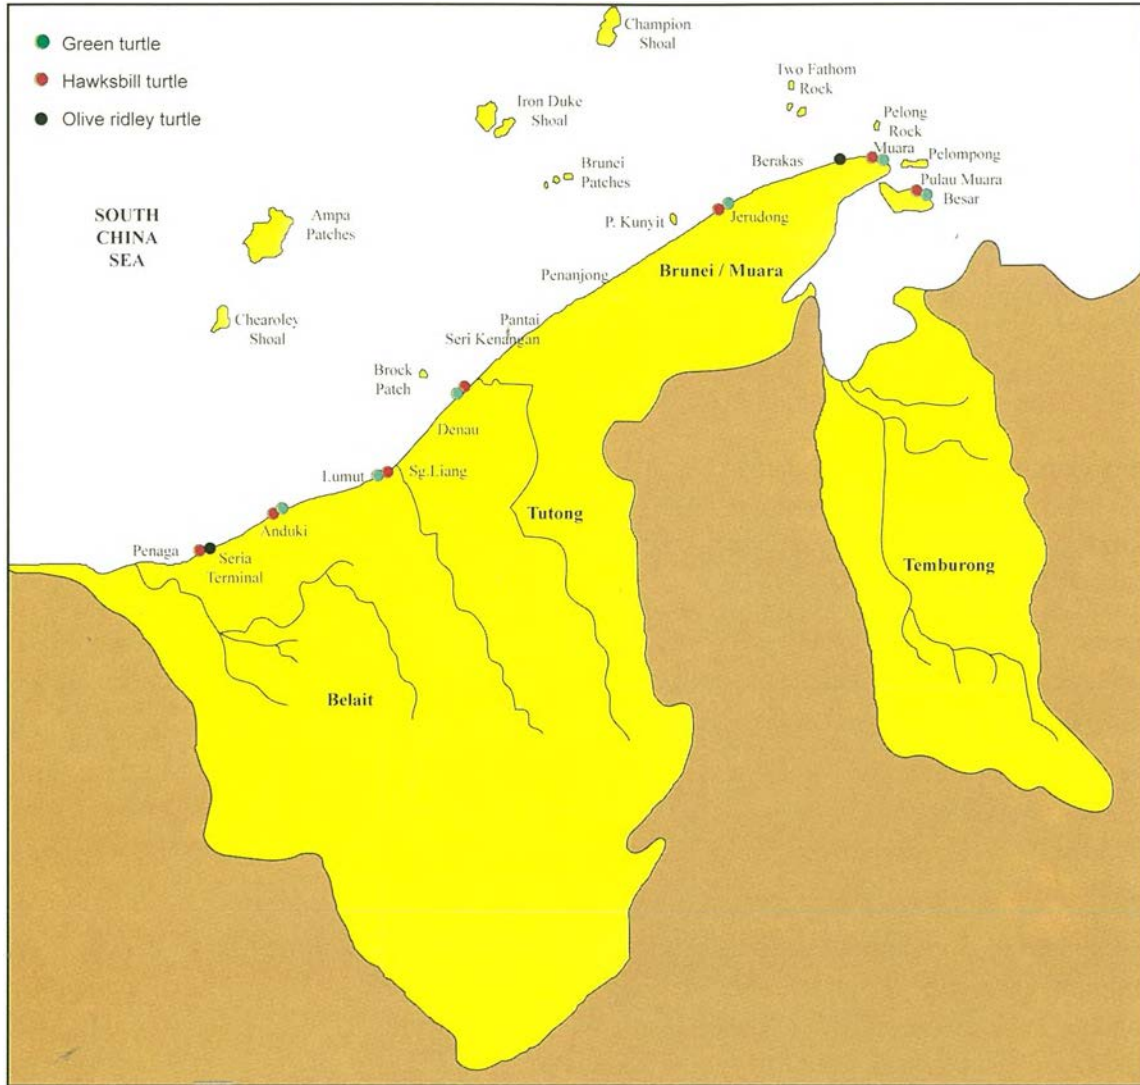 Green turtle
Hawksbill turtle
Olive ridley turtle
Champion
Shoal
Two Fathom
Rock
Iron Duke
Shoal
Pelong
Rock
Muara
Pelompong
Berakas
Brunei
Patches
Pulau Muara
Besar
SOUTH
CHINA
SEA
Ampa
Patches
P. Kunyit
Jerudong
Brunei / Muara
Penanjong
Chearoley
Shoal
Pantai
Seri Kenangan
Brock
Patch
Denau
Lumut
Sg.Liang
Tutong
Anduki
Penaga
Seria
Terminal
Temburong
Belait